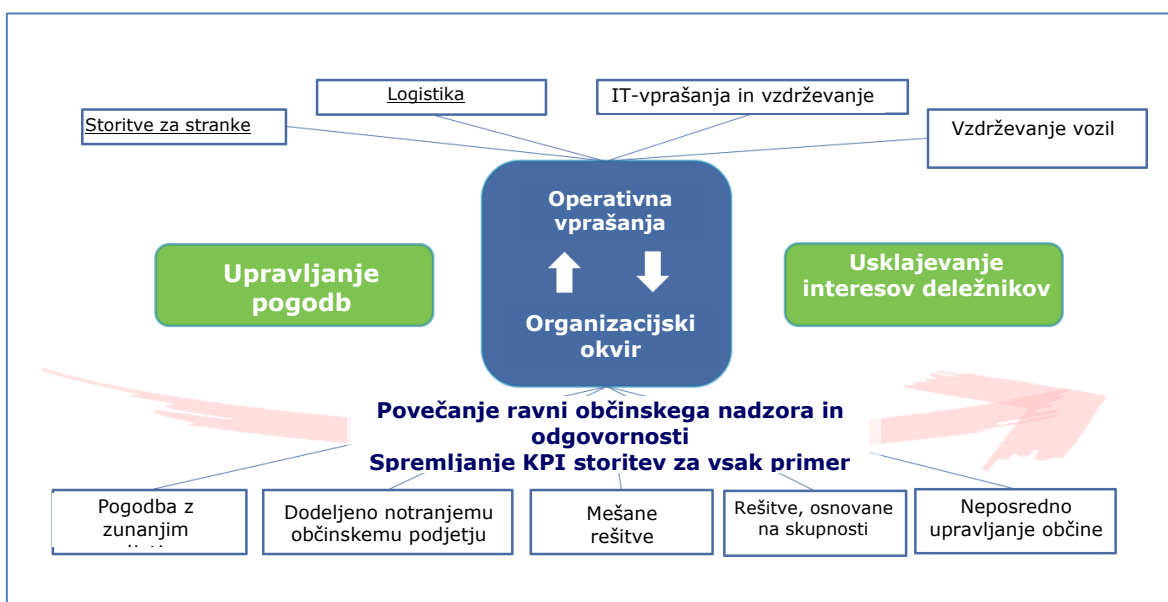 Logistika
IT-vprašanja in vzdrževanje
Storitve za stranke
Vzdrževanje vozil
Operativna
vprašanja
Upravljanje
pogodb
Usklajevanje
interesov deležnikov
Organizacijski
okvir
Povečanje ravni občinskega nadzora in
odgovornosti
Spremljanje KPI storitev za vsak primer
Pogodba z
zunanjim
Dodeljeno notranjemu
občinskemu podjetju
Mešane
rešitve
Rešitve, osnovane
na skupnosti
Neposredno
upravljanje občine